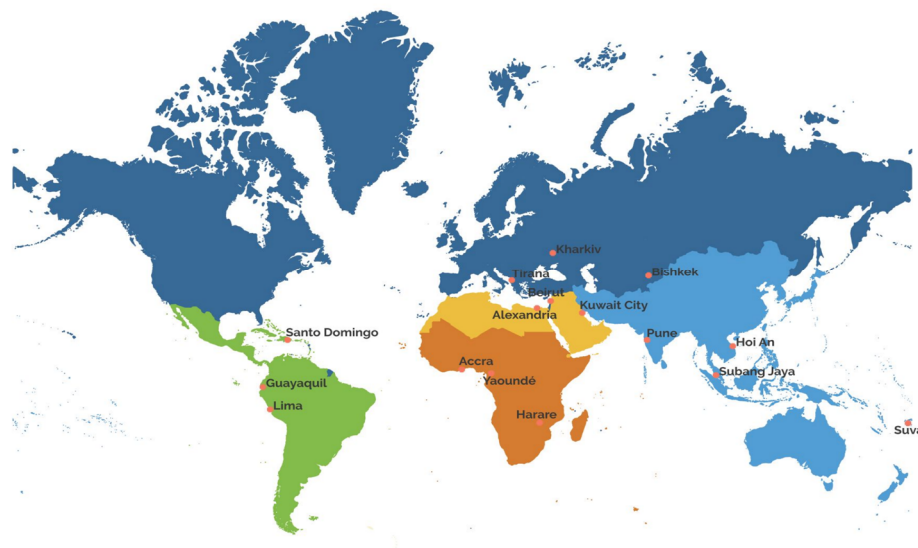 Kharkiv
Tirana
Bishkek
Beirut
Kuwait City
Alexandria
Santo Domingo
Pune
Hoi An
Accra
Subang Jaya
Yaoundé
Guayaquil
Lima
Harare
Suva